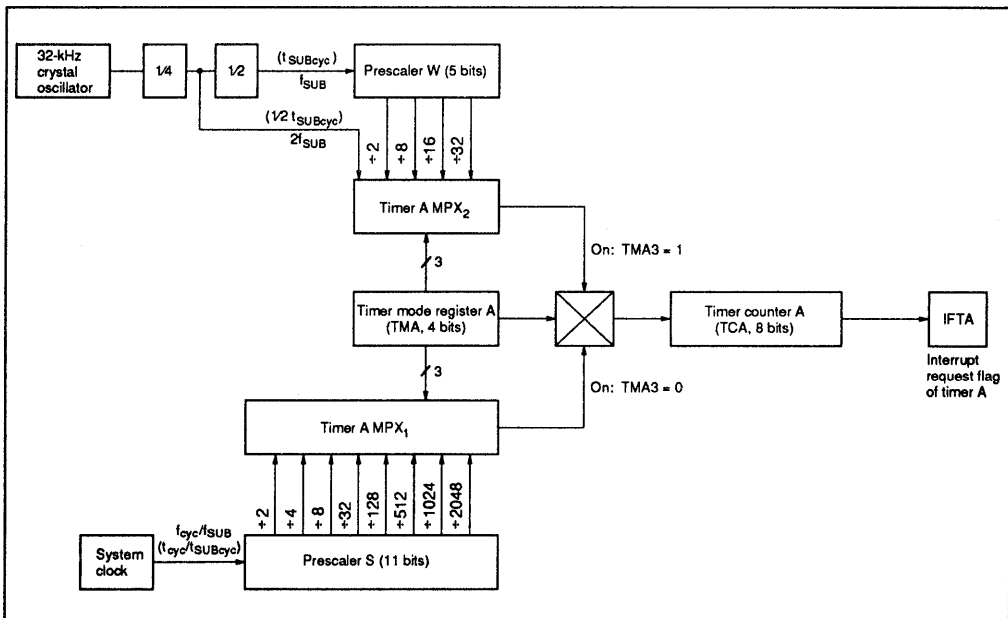 32-kHz
crystal
oscillator
1/4
1/2
(tSUBcyc)
fSUB
Prescaler W (5 bits)
(1/2 tSUBcyc)
2fSUB
÷2
÷8
÷16
÷32
Timer A MPX2
3
On: TMA3 = 1
Timer mode register A
(TMA, 4 bits)
Timer counter A
(TCA, 8 bits)
IFTA
Interrupt
request flag
of timer A
3
On: TMA3 = 0
Timer A MPX1
÷2
÷4
÷8
÷32
÷128
÷512
÷1024
÷2048
fcyc/fSUB
(tcyc/tSUBcyc)
System
clock
Prescaler S (11 bits)